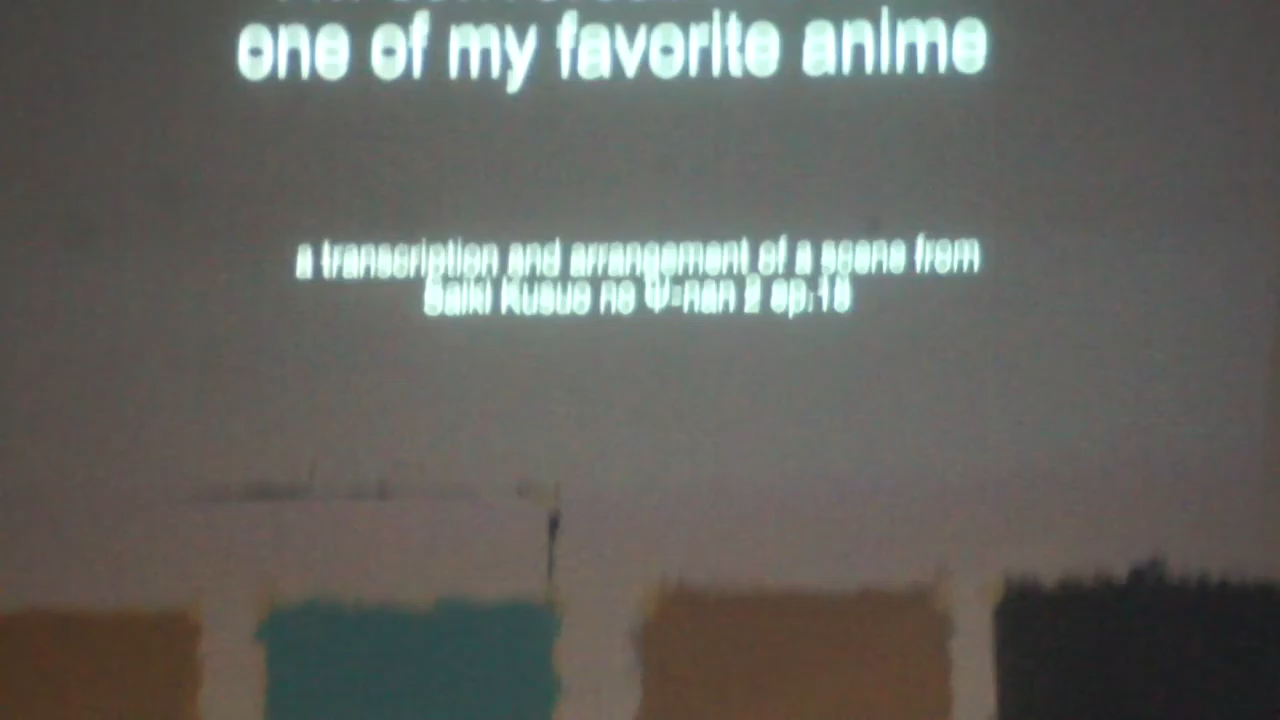 one of my favorite anime
a transcription and arrangement of a scene from
Saiki Kusuo no Ψ-nan 2 ep.18